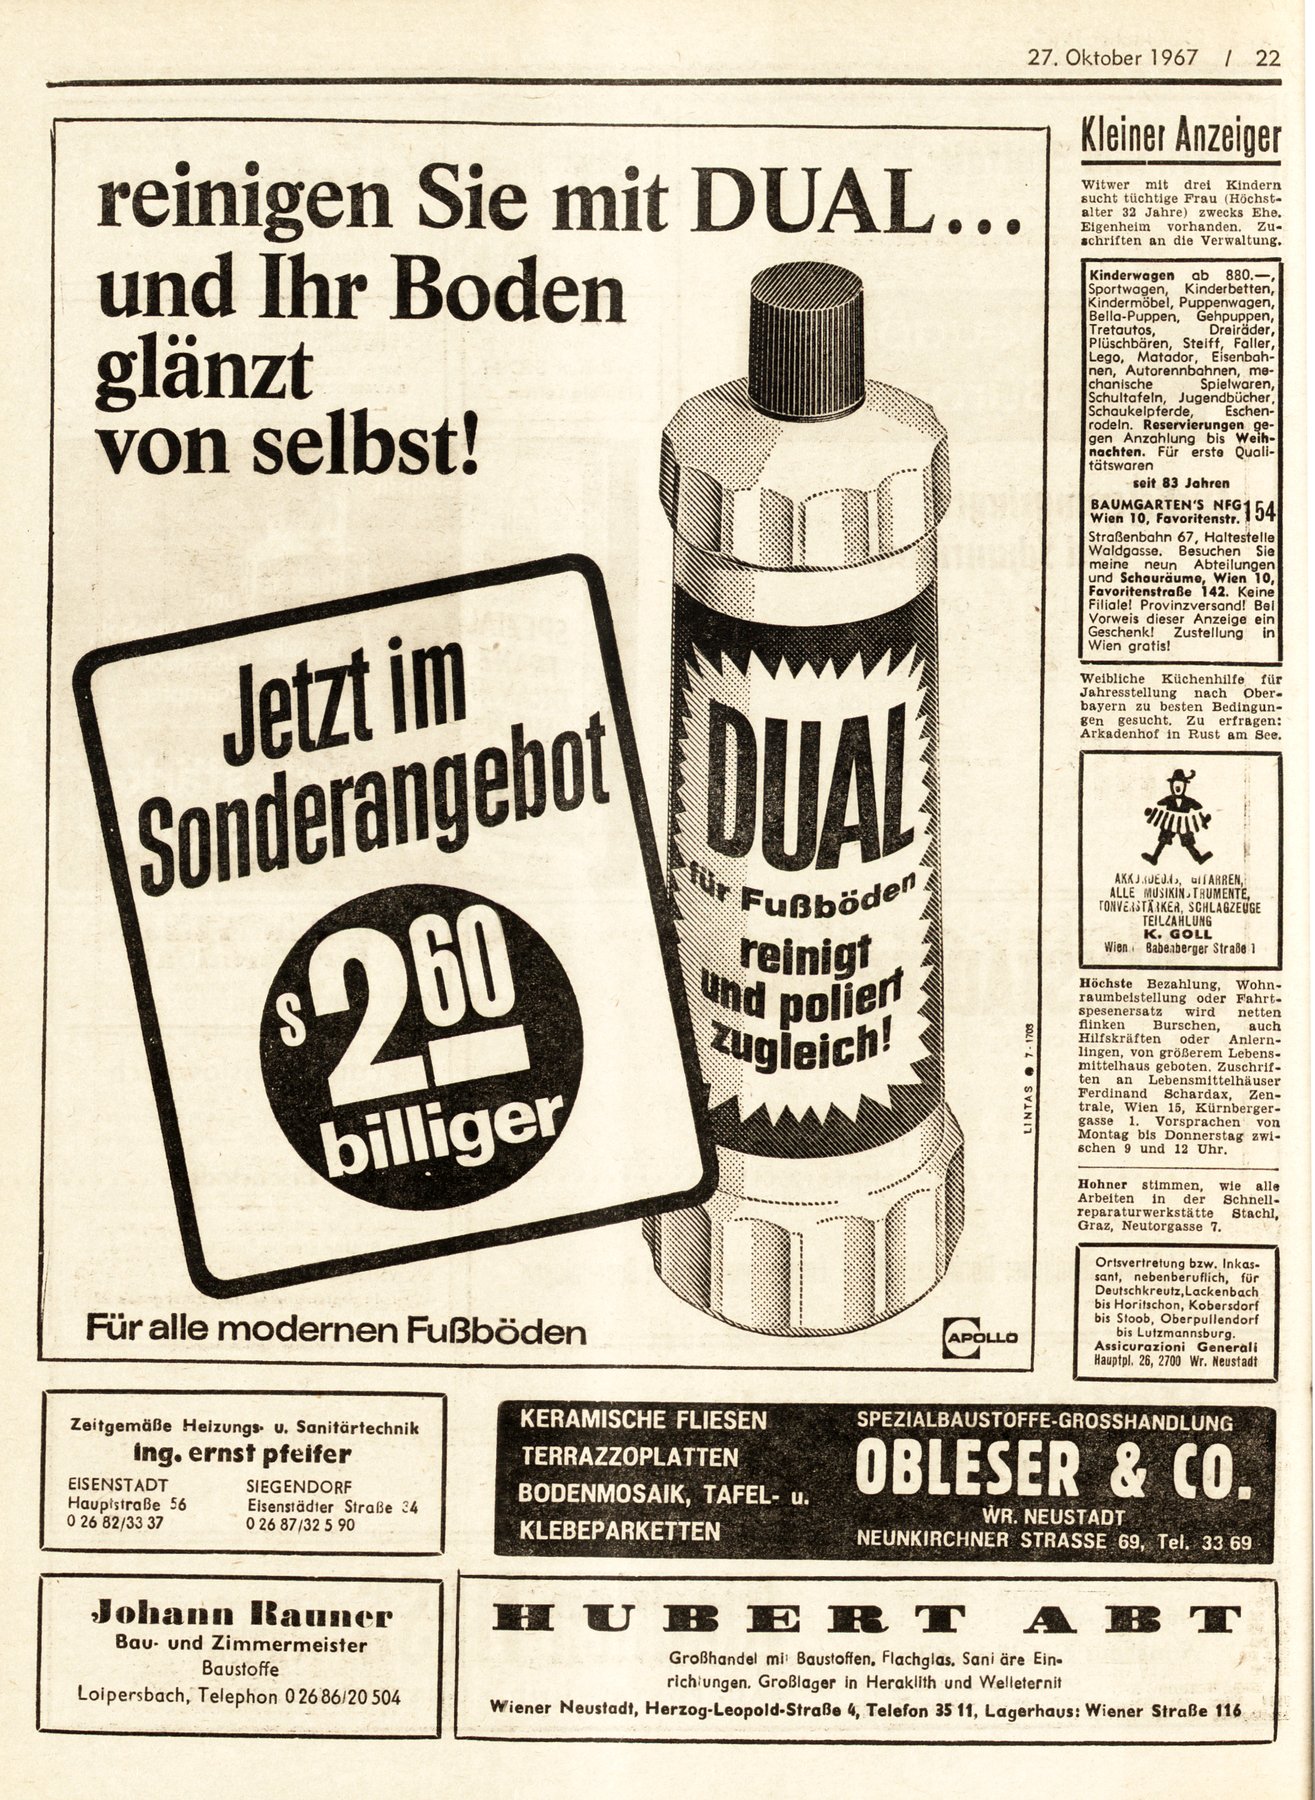 27. Oktober 1967 / 22
reinigen Sie mit DUAL...
und Ihr Boden
glänzt
von selbst!
Jetzt im
Sonderangebot
S 2 60
billiger
DUAL
für Fußböden
reinigt
und poliert
zugleich!
LINTAS ● 7-1703
Für alle modernen Fußböden
APOLLO
Kleiner Anzeiger
Witwer mit drei Kindern
sucht tüchtige Frau (Höchst-
alter 32 Jahre) zwecks Ehe.
Eigenheim vorhanden. Zu-
schriften an die Verwaltung.
Kinderwagen ab 880.—,
Sportwagen, Kinderbetten,
Kindermöbel, Puppenwagen,
Bella-Puppen, Gehpuppen,
Tretautos, Dreiräder,
Plüschbären, Steiff, Faller,
Lego, Matador, Eisenbah-
nen, Autorennbahnen, me-
chanische Spielwaren,
Schultafeln, Jugendbücher,
Schaukelpferde, Eschen-
rodeln. Reservierungen ge-
gen Anzahlung bis Weih-
nachten. Für erste Quali-
tätswaren
seit 83 Jahren
BAUMGARTEN'S NFG
Wien 10, Favoritenstr. 154
Straßenbahn 67, Haltestelle
Waldgasse. Besuchen Sie
meine neun Abteilungen
und Schauräume, Wien 10,
Favoritenstraße 142. Keine
Filiale! Provinzversand! Bei
Vorweis dieser Anzeige ein
Geschenk! Zustellung in
Wien gratis!
Weibliche Küchenhilfe für
Jahresstellung nach Ober-
bayern zu besten Bedingun-
gen gesucht. Zu erfragen:
Arkadenhof in Rust am See.
AKKORDEONS, GITARREN,
ALLE MUSIKINSTRUMENTE,
TONVERSTÄRKER, SCHLAGZEUGE
TEILZAHLUNG
K. GOLL
Wien Babenberger Straße 1
Höchste Bezahlung, Wohn-
raumbeistellung oder Fahrt-
spesenersatz wird netten
flinken Burschen, auch
Hilfskräften oder Anlern-
lingen, von größerem Lebens-
mittelhaus geboten. Zuschrif-
ten an Lebensmittelhäuser
Ferdinand Schardax, Zen-
trale, Wien 15, Kürnberger-
gasse 1. Vorsprachen von
Montag bis Donnerstag zwi-
schen 9 und 12 Uhr.
Hohner stimmen, wie alle
Arbeiten in der Schnell-
reparaturwerkstätte Stachl,
Graz, Neutorgasse 7.
Ortsvertretung bzw. Inkas-
sant, nebenberuflich, für
Deutschkreutz, Lackenbach
bis Horitschon, Kobersdorf
bis Stoob, Oberpullendorf
bis Lutzmannsburg.
Assicurazioni Generali
Hauptpl. 26, 2700 Wr. Neustadt
Zeitgemäße Heizungs- u. Sanitärtechnik
ing. ernst pfeifer
EISENSTADT
Hauptstraße 56
0 26 82/33 37
SIEGENDORF
Eisenstädter Straße 34
0 26 87/32 5 90
KERAMISCHE FLIESEN
TERRAZZOPLATTEN
BODENMOSAIK, TAFEL- u.
KLEBEPARKETTEN
SPEZIALBAUSTOFFE-GROSSHANDLUNG
OBLESER & CO.
WR. NEUSTADT
NEUNKIRCHNER STRASSE 69, Tel. 33 69
Johann Rauner
Bau- und Zimmermeister
Baustoffe
Loipersbach, Telephon 0 26 86/20 504
HUBERT ABT
Großhandel mit Baustoffen, Flachglas, Sanitäre Ein-
richtungen. Großlager in Heraklith und Welleternit
Wiener Neustadt, Herzog-Leopold-Straße 4, Telefon 35 11, Lagerhaus: Wiener Straße 116